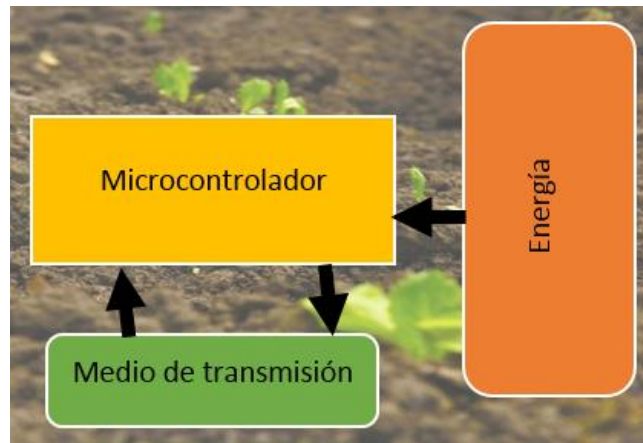 Microcontrolador
Energía
Medio de transmisión